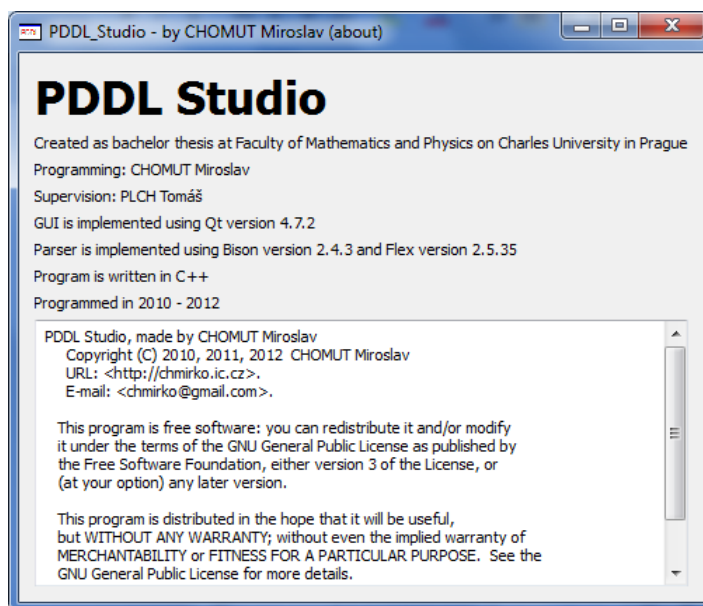 PDDL_Studio - by CHOMUT Miroslav (about)
PDDL Studio
Created as bachelor thesis at Faculty of Mathematics and Physics on Charles University in Prague
Programming: CHOMUT Miroslav
Supervision: PLCH Tomáš
GUI is implemented using Qt version 4.7.2
Parser is implemented using Bison version 2.4.3 and Flex version 2.5.35
Program is written in C++
Programmed in 2010 - 2012
PDDL Studio, made by CHOMUT Miroslav
Copyright (C) 2010, 2011, 2012 CHOMUT Miroslav
URL: <http://chmirko.ic.cz>.
E-mail: <chmirko@gmail.com>.
This program is free software: you can redistribute it and/or modify
it under the terms of the GNU General Public License as published by
the Free Software Foundation, either version 3 of the License, or
(at your option) any later version.
This program is distributed in the hope that it will be useful,
but WITHOUT ANY WARRANTY; without even the implied warranty of
MERCHANTABILITY or FITNESS FOR A PARTICULAR PURPOSE. See the
GNU General Public License for more details.